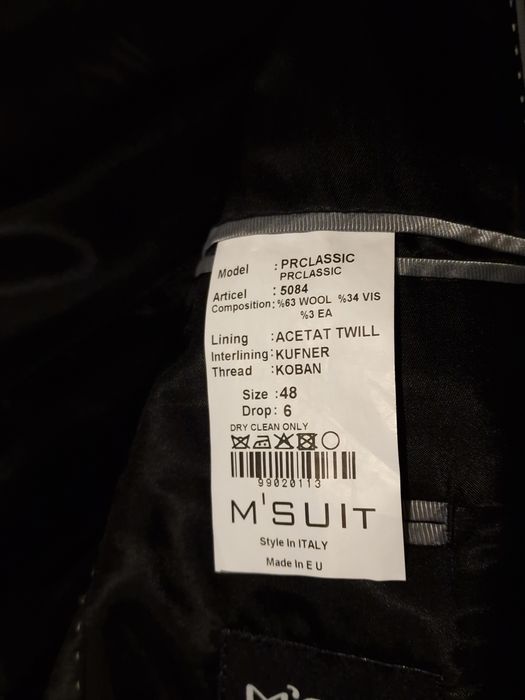 Model : PRCLASSIC
PRCLASSIC
Articel : 5084
Composition: %63 WOOL %34 VIS
%3 EA
Lining : ACETAT TWILL
Interlining : KUFNER
Thread : KOBAN
Size : 48
Drop : 6
DRY CLEAN ONLY
99020113
M'SUIT
Style In ITALY
Made In E U